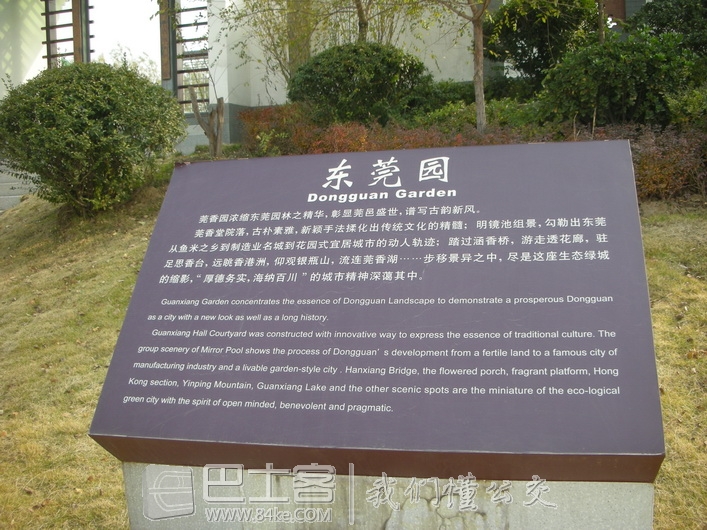 东莞园
Dongguan Garden
莞香园浓缩东莞园林之精华，彰显莞邑盛世，谱写古韵新风。
莞香堂院落，古朴素雅，新颖手法揉化出传统文化的精髓；明镜池组景，勾勒出东莞
从鱼米之乡到制造业名城到花园式宜居城市的动人轨迹；踏过涵香桥，游走透花廊，驻
足思香台，远眺香港洲，仰观银瓶山，流连莞香湖……步移景异之中，尽是这座生态绿城
的缩影，“厚德务实，海纳百川”的城市精神深蕴其中。
Guanxiang Garden concentrates the essence of Dongguan Landscape to demonstrate a prosperous Dongguan
as a city with a new look as well as a long history.
Guanxiang Hall Courtyard was constructed with innovative way to express the essence of traditional culture. The
group scenery of Mirror Pool shows the process of Dongguan's development from a fertile land to a famous city of
manufacturing industry and a livable garden-style city . Hanxiang Bridge, the flowered porch, fragrant platform, Hong
Kong section, Yinping Mountain, Guanxiang Lake and the other scenic spots are the miniature of the eco-logical
green city with the spirit of open minded, benevolent and pragmatic.
巴士客 我们懂公交
www.84ke.com